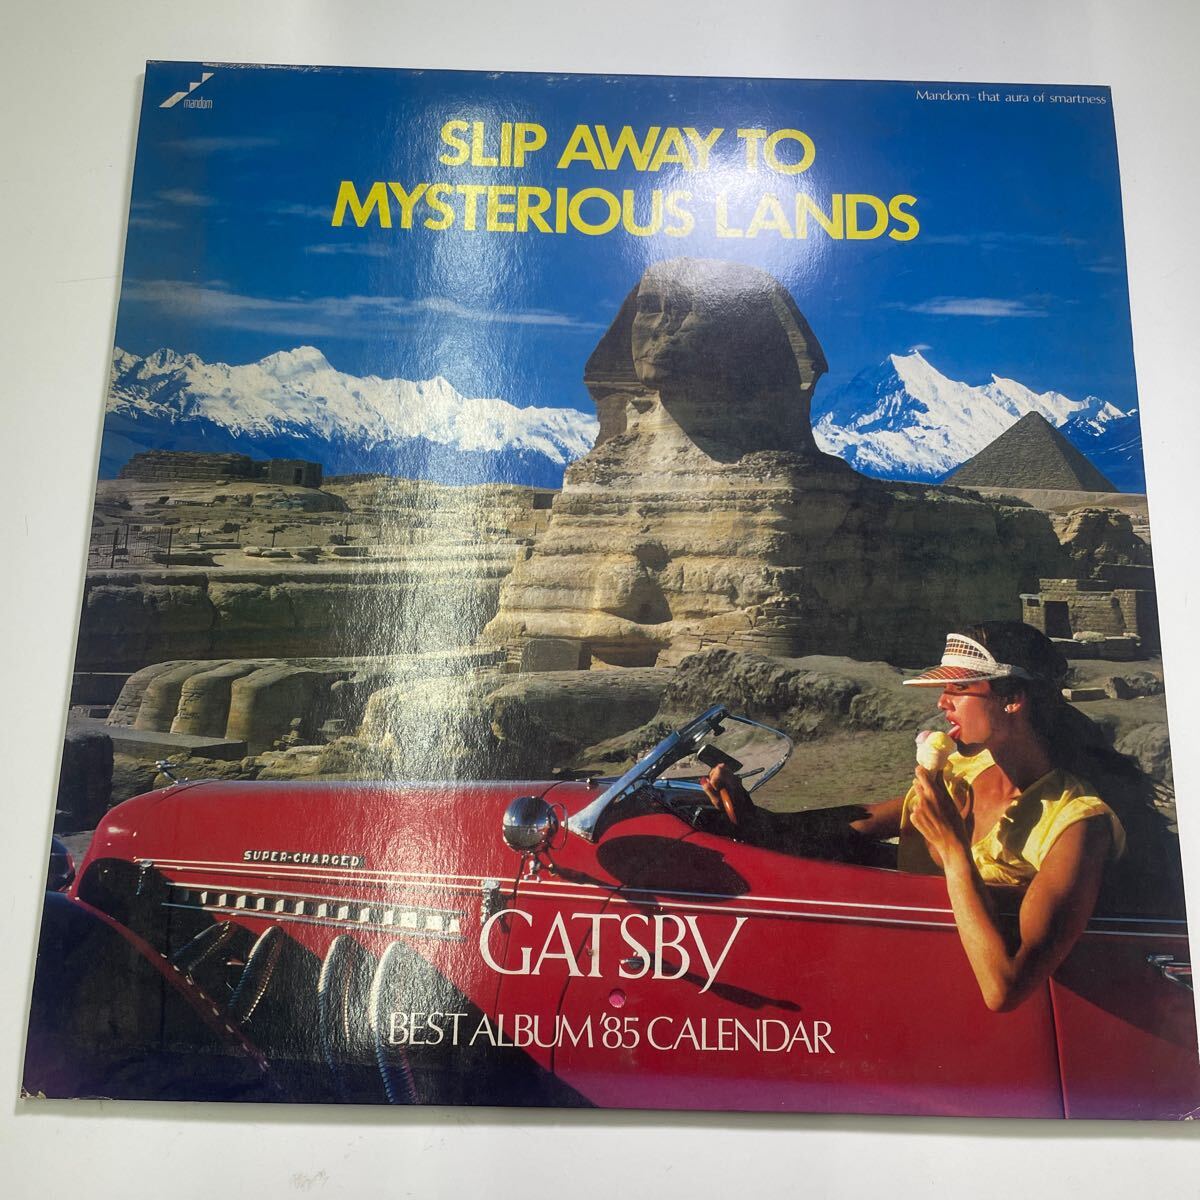 mandom
Mandom-that aura of smartness
SLIP AWAY TO
MYSTERIOUS LANDS
SUPER-CHARGED
GATSBY
BEST ALBUM '85 CALENDAR